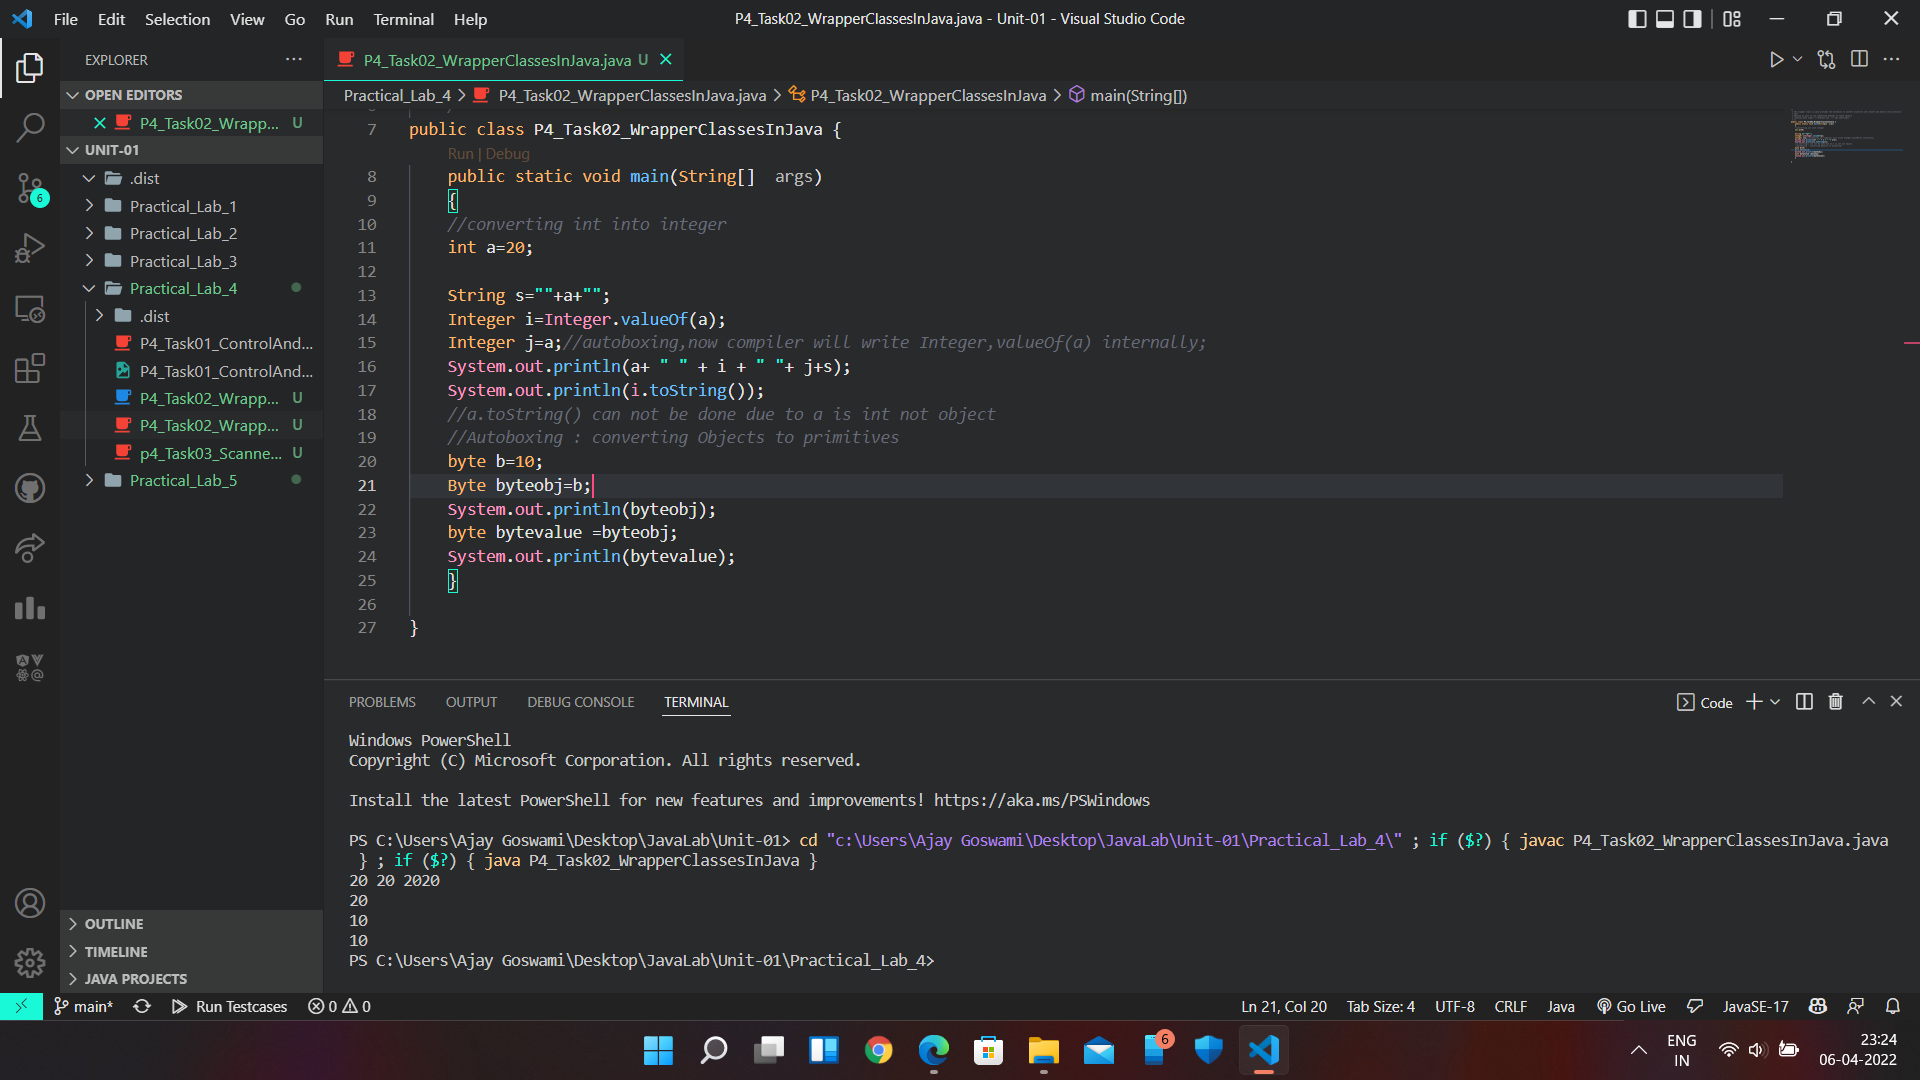 File Edit Selection View Go Run Terminal Help
P4_Task02_WrapperClassesInJava.java - Unit-01 - Visual Studio Code
EXPLORER
P4_Task02_WrapperClassesInJava.java U
OPEN EDITORS
P4_Task02_Wrapp... U
UNIT-01
.dist
Practical_Lab_1
Practical_Lab_2
Practical_Lab_3
Practical_Lab_4
.dist
P4_Task01_ControlAnd...
P4_Task01_ControlAnd...
P4_Task02_Wrapp... U
P4_Task02_Wrapp... U
p4_Task03_Scanne... U
Practical_Lab_5
OUTLINE
TIMELINE
JAVA PROJECTS
6
Practical_Lab_4 > P4_Task02_WrapperClassesInJava.java > P4_Task02_WrapperClassesInJava > main(String[])
7 public class P4_Task02_WrapperClassesInJava {
Run | Debug
8 public static void main(String[]  args)
9 {
10 //converting int into integer
11 int a=20;
12
13 String s=""+a+"";
14 Integer i=Integer.valueOf(a);
15 Integer j=a;//autoboxing,now compiler will write Integer,valueOf(a) internally;
16 System.out.println(a+ " " + i + " "+ j+s);
17 System.out.println(i.toString());
18 //a.toString() can not be done due to a is int not object
19 //Autoboxing : converting Objects to primitives
20 byte b=10;
21 Byte byteobj=b;
22 System.out.println(byteobj);
23 byte bytevalue =byteobj;
24 System.out.println(bytevalue);
25 }
26
27 }
PROBLEMS OUTPUT DEBUG CONSOLE TERMINAL
Code
Windows PowerShell
Copyright (C) Microsoft Corporation. All rights reserved.
Install the latest PowerShell for new features and improvements! https://aka.ms/PSWindows
PS C:\Users\Ajay Goswami\Desktop\JavaLab\Unit-01> cd "c:\Users\Ajay Goswami\Desktop\JavaLab\Unit-01\Practical_Lab_4\" ; if ($?) { javac P4_Task02_WrapperClassesInJava.java
} ; if ($?) { java P4_Task02_WrapperClassesInJava }
20 20 2020
20
10
10
PS C:\Users\Ajay Goswami\Desktop\JavaLab\Unit-01\Practical_Lab_4>
main* Run Testcases 0 0 Ln 21, Col 20 Tab Size: 4 UTF-8 CRLF Java Go Live JavaSE-17
6
ENG
IN
23:24
06-04-2022